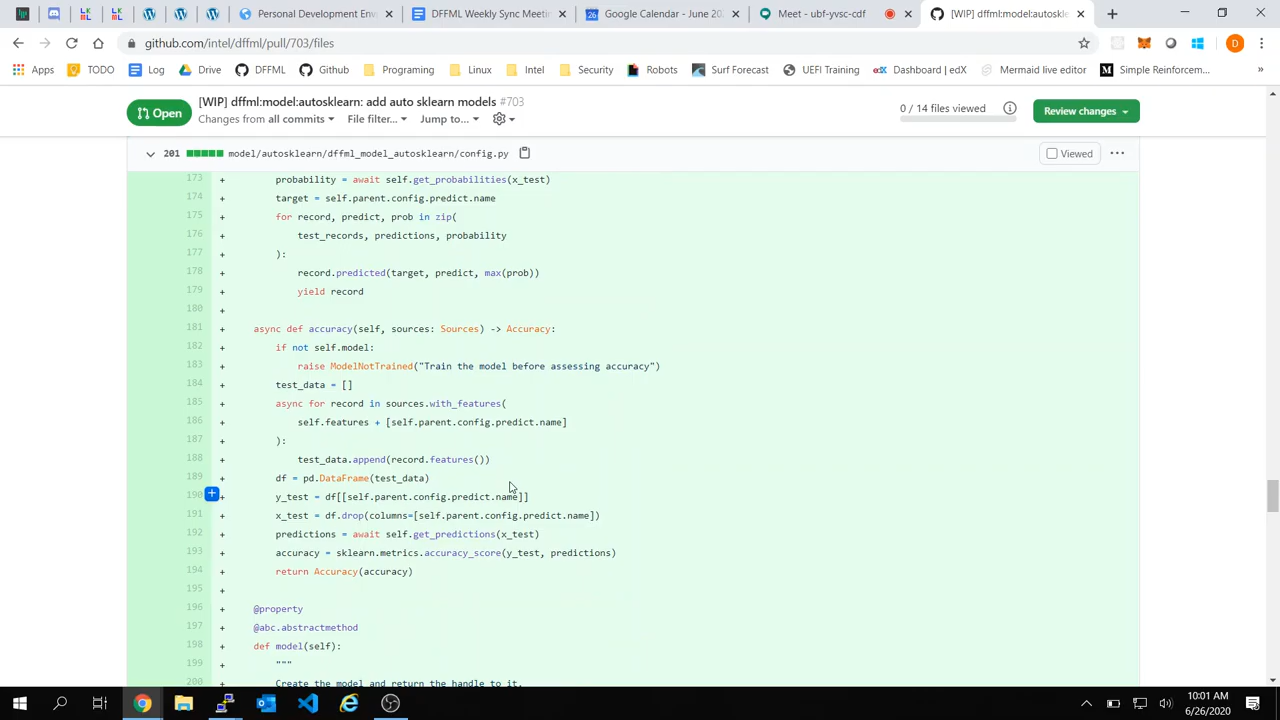 Personal Development Env
DFFML Weekly Sync Meetin
Google Calendar - June 202
Meet - ubf-yvsc-cdf
[WIP] dffml:model:autoskle
github.com/intel/dffml/pull/703/files
Apps TODO Log Drive DFFML Github Programing Linux Intel Security Robots Surf Forecast UEFI Training Dashboard | edX Mermaid live editor Simple Reinforcem... »
Open
[WIP] dffml:model:autosklearn: add auto sklearn models #703
Changes from all commits File filter... Jump to...
0 / 14 files viewed
Review changes
201 model/autosklearn/dffml_model_autosklearn/config.py
Viewed
173 + probability = await self.get_probabilities(x_test)
174 + target = self.parent.config.predict.name
175 + for record, predict, prob in zip(
176 + test_records, predictions, probability
177 + ):
178 + record.predicted(target, predict, max(prob))
179 + yield record
180 +
181 + async def accuracy(self, sources: Sources) -> Accuracy:
182 + if not self.model:
183 + raise ModelNotTrained("Train the model before assessing accuracy")
184 + test_data = []
185 + async for record in sources.with_features(
186 + self.features + [self.parent.config.predict.name]
187 + ):
188 + test_data.append(record.features())
189 + df = pd.DataFrame(test_data)
190 + y_test = df[[self.parent.config.predict.name]]
191 + x_test = df.drop(columns=[self.parent.config.predict.name])
192 + predictions = await self.get_predictions(x_test)
193 + accuracy = sklearn.metrics.accuracy_score(y_test, predictions)
194 + return Accuracy(accuracy)
195 +
196 + @property
197 + @abc.abstractmethod
198 + def model(self):
199 + """
200 + Create the model and return the handle to it.
10:01 AM
6/26/2020